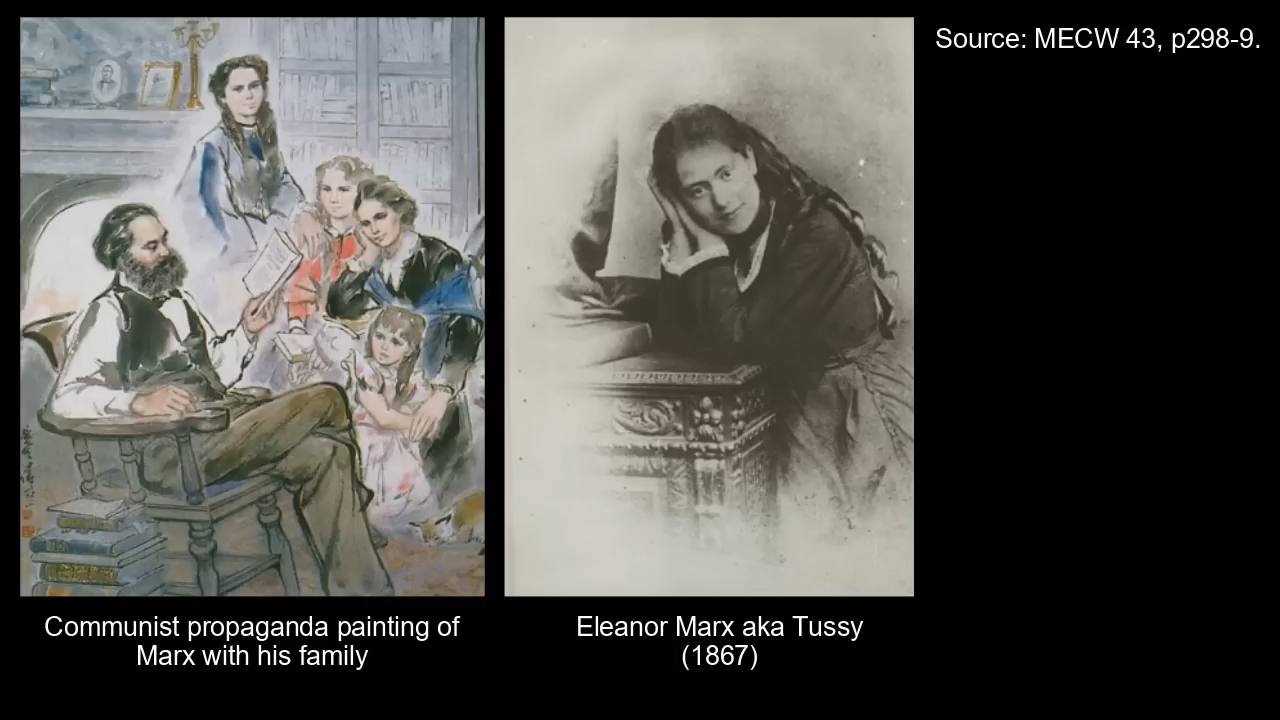 Source: MECW 43, p298-9.
Communist propaganda painting of
Marx with his family
Eleanor Marx aka Tussy
(1867)